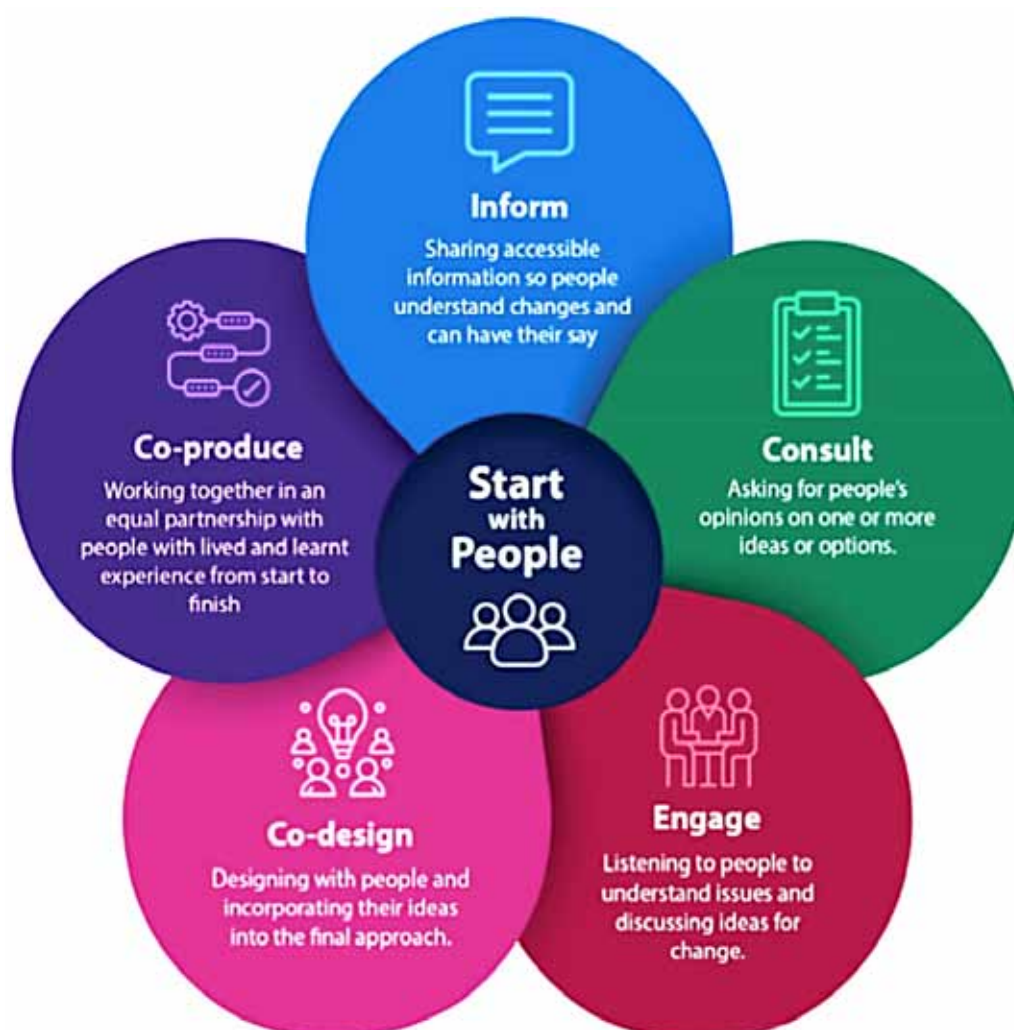 Inform
Sharing accessible
information so people
understand changes and
can have their say
Consult
Asking for people's
opinions on one or more
ideas or options.
Engage
Listening to people to
understand issues and
discussing ideas for
change.
Co-design
Designing with people and
incorporating their ideas
into the final approach.
Co-produce
Working together in an
equal partnership with
people with lived and learnt
experience from start to
finish
Start
with
People